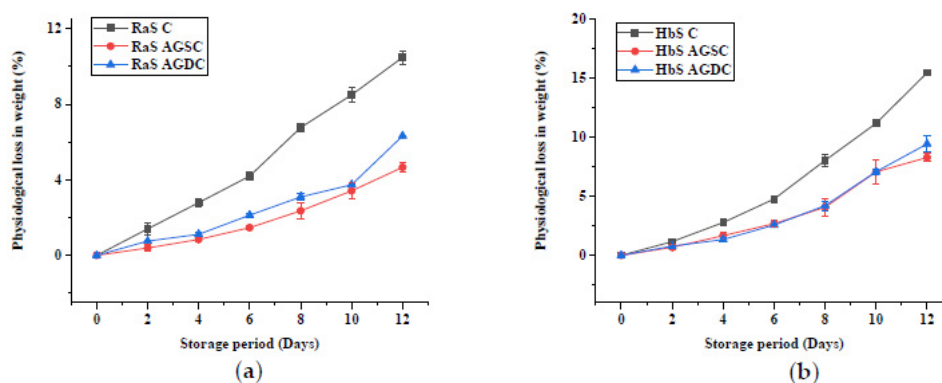 RaS C
RaS AGSC
RaS AGDC
Physiological loss in weight (%)
12
8
4
0
0 2 4 6 8 10 12
Storage period (Days)
(a)
HbS C
HbS AGSC
HbS AGDC
Physiological loss in weight (%)
20
15
10
5
0
0 2 4 6 8 10 12
Storage period (Days)
(b)